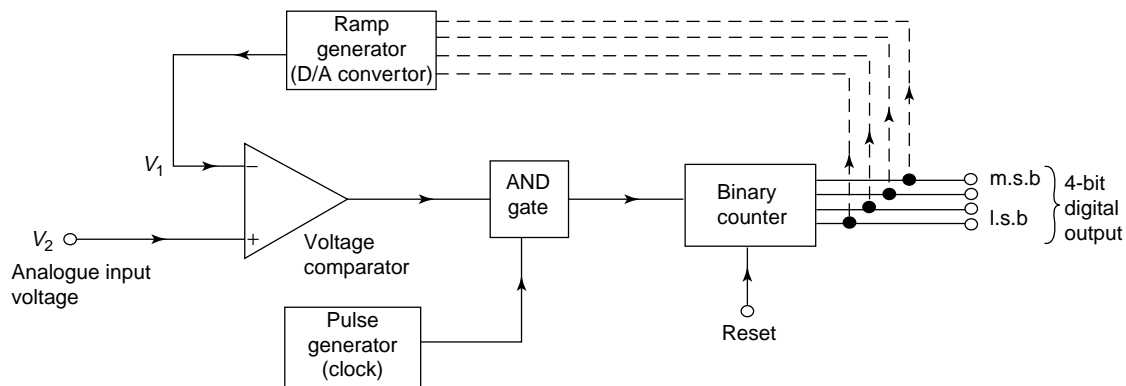 Ramp
generator
(D/A convertor)
V1
−
AND
gate
Binary
counter
m.s.b
l.s.b
4-bit
digital
output
V2
+
Analogue input
voltage
Voltage
comparator
Pulse
generator
(clock)
Reset